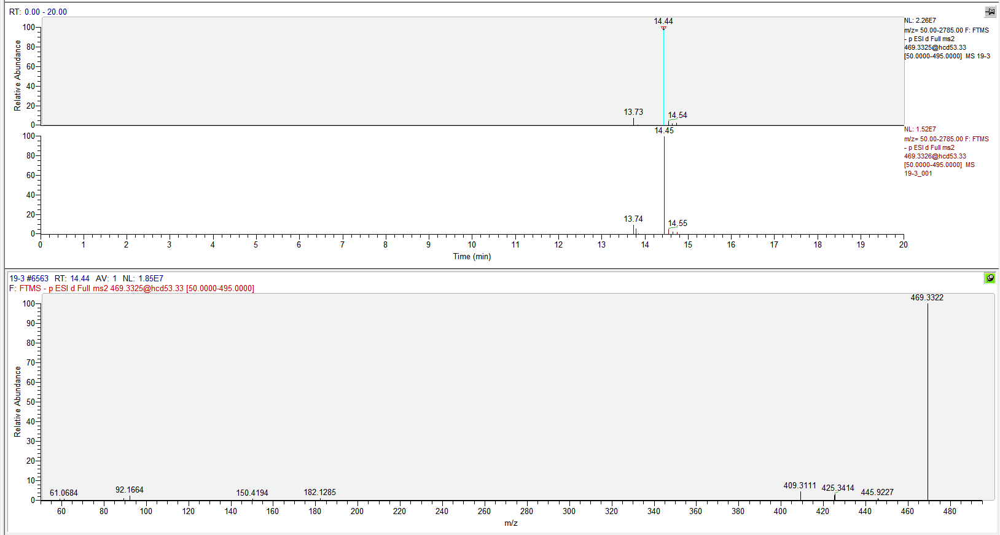 RT: 0.00 - 20.00
14.44
NL: 2.26E7
m/z= 50.00-2785.00 F: FTMS
- p ESI d Full ms2
469.3325@hcd53.33
[50.0000-495.0000] MS 19-3
100
80
60
40
20
0
Relative Abundance
13.73
14.54
14.45
NL: 1.52E7
m/z= 50.00-2785.00 F: FTMS
- p ESI d Full ms2
469.3326@hcd53.33
[50.0000-495.0000] MS
19-3_001
100
80
60
40
20
0
13.74
14.55
0 1 2 3 4 5 6 7 8 9 10 11 12 13 14 15 16 17 18 19 20
Time (min)
19-3 #6563 RT: 14.44 AV: 1 NL: 1.85E7
F: FTMS - p ESI d Full ms2 469.3325@hcd53.33 [50.0000-495.0000]
469.3322
100
90
80
70
60
50
40
30
20
10
0
Relative Abundance
61.0684
92.1664
150.4194
182.1285
409.3111
425.3414
445.9227
60 80 100 120 140 160 180 200 220 240 260 280 300 320 340 360 380 400 420 440 460 480
m/z